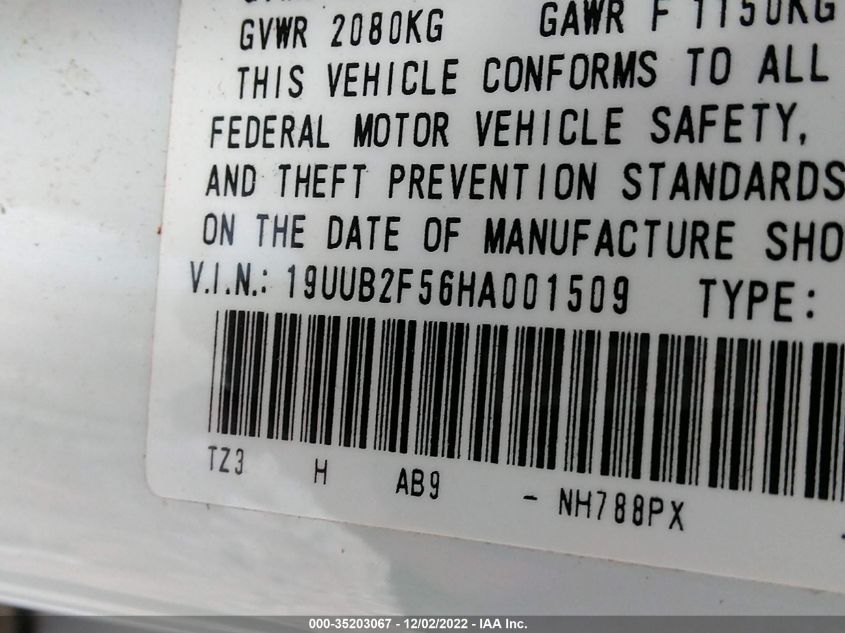 GVWR 2080KG GAWR F 1150KG
THIS VEHICLE CONFORMS TO ALL
FEDERAL MOTOR VEHICLE SAFETY,
AND THEFT PREVENTION STANDARDS
ON THE DATE OF MANUFACTURE SHO
V.I.N.: 19UUB2F56HA001509 TYPE:
TZ3 H AB9 - NH788PX
000-35203067 - 12/02/2022 - IAA Inc.